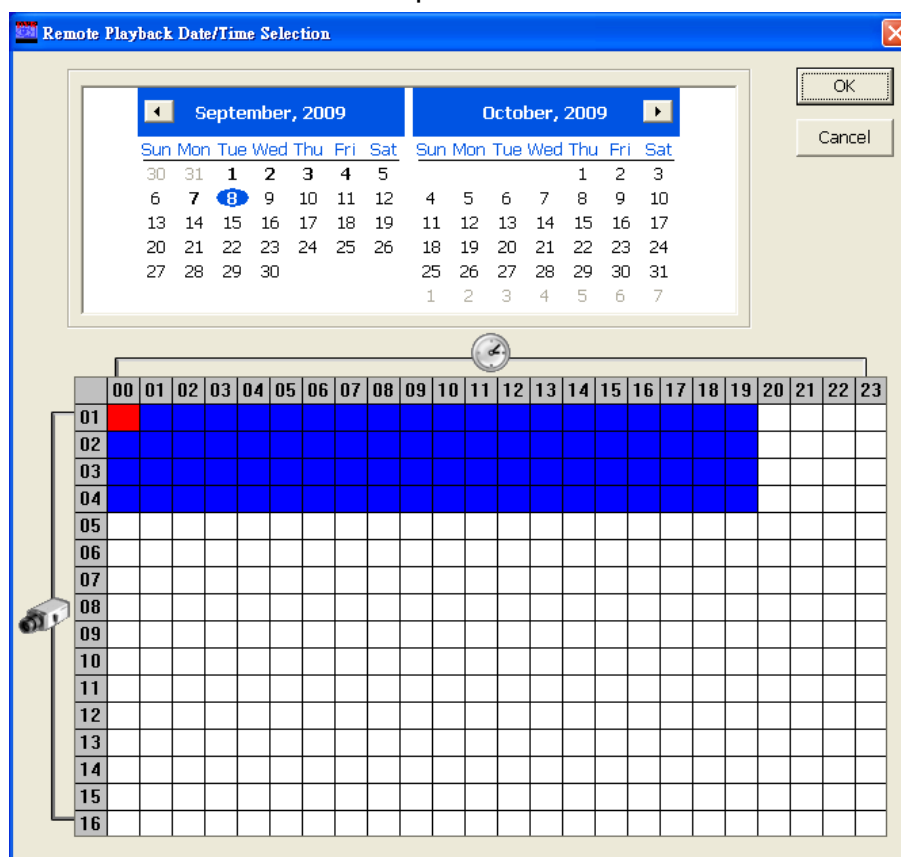 Remote Playback Date/Time Selection
OK
Cancel
September, 2009
Sun Mon Tue Wed Thu Fri Sat
30 31 1 2 3 4 5
6 7 8 9 10 11 12
13 14 15 16 17 18 19
20 21 22 23 24 25 26
27 28 29 30
October, 2009
Sun Mon Tue Wed Thu Fri Sat
1 2 3
4 5 6 7 8 9 10
11 12 13 14 15 16 17
18 19 20 21 22 23 24
25 26 27 28 29 30 31
1 2 3 4 5 6 7
00 01 02 03 04 05 06 07 08 09 10 11 12 13 14 15 16 17 18 19 20 21 22 23
01
02
03
04
05
06
07
08
09
10
11
12
13
14
15
16